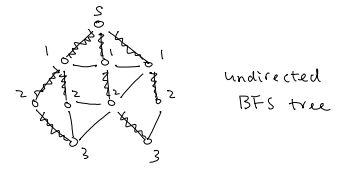 S
1 1 1
2 2 2 2
3 3
undirected
BFS tree